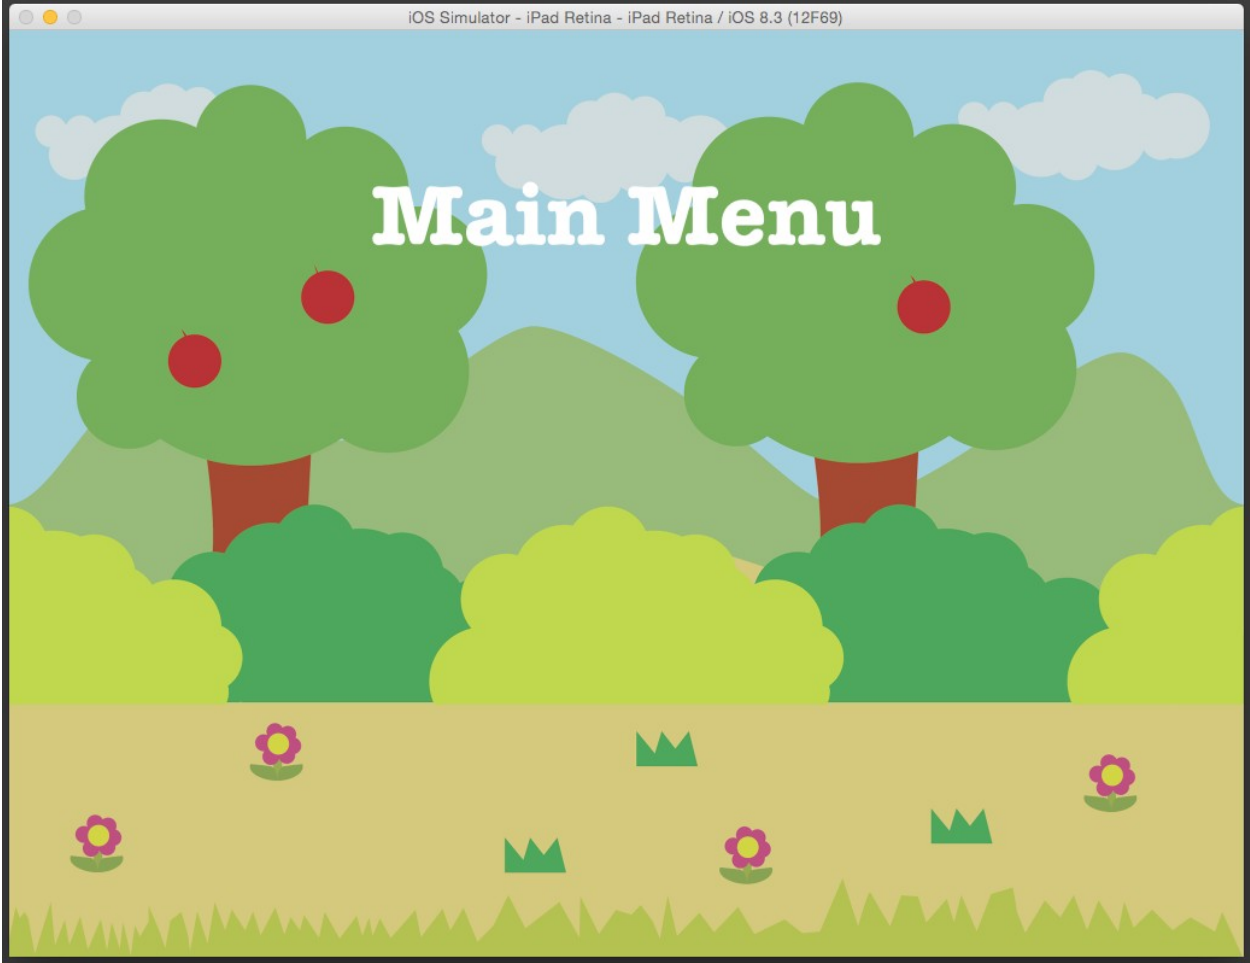 iOS Simulator - iPad Retina - iPad Retina / iOS 8.3 (12F69)
Main Menu